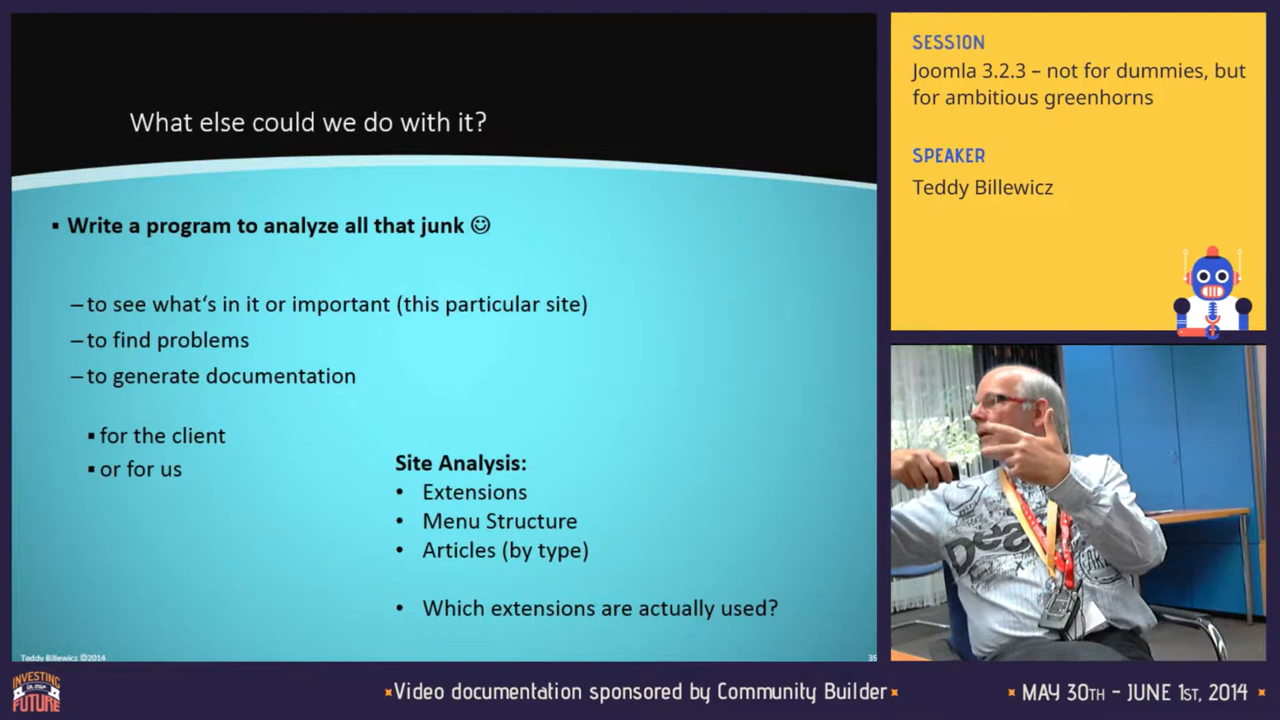 What else could we do with it?
▪ Write a program to analyze all that junk ☺
– to see what‘s in it or important (this particular site)
– to find problems
– to generate documentation
▪ for the client
▪ or for us
Site Analysis:
• Extensions
• Menu Structure
• Articles (by type)
• Which extensions are actually used?
Teddy Billewicz ©2014
35
SESSION
Joomla 3.2.3 – not for dummies, but
for ambitious greenhorns
SPEAKER
Teddy Billewicz
INVESTING
IN OUR
FUTURE
Video documentation sponsored by Community Builder
MAY 30TH - JUNE 1ST, 2014